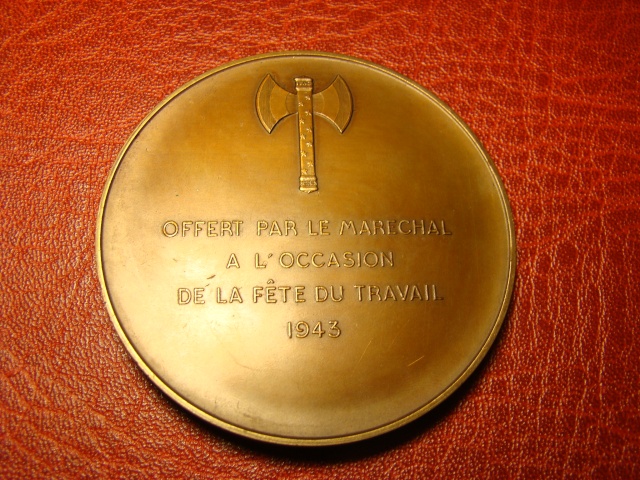 OFFERT PAR LE MARECHAL
A L'OCCASION
DE LA FÊTE DU TRAVAIL
1943